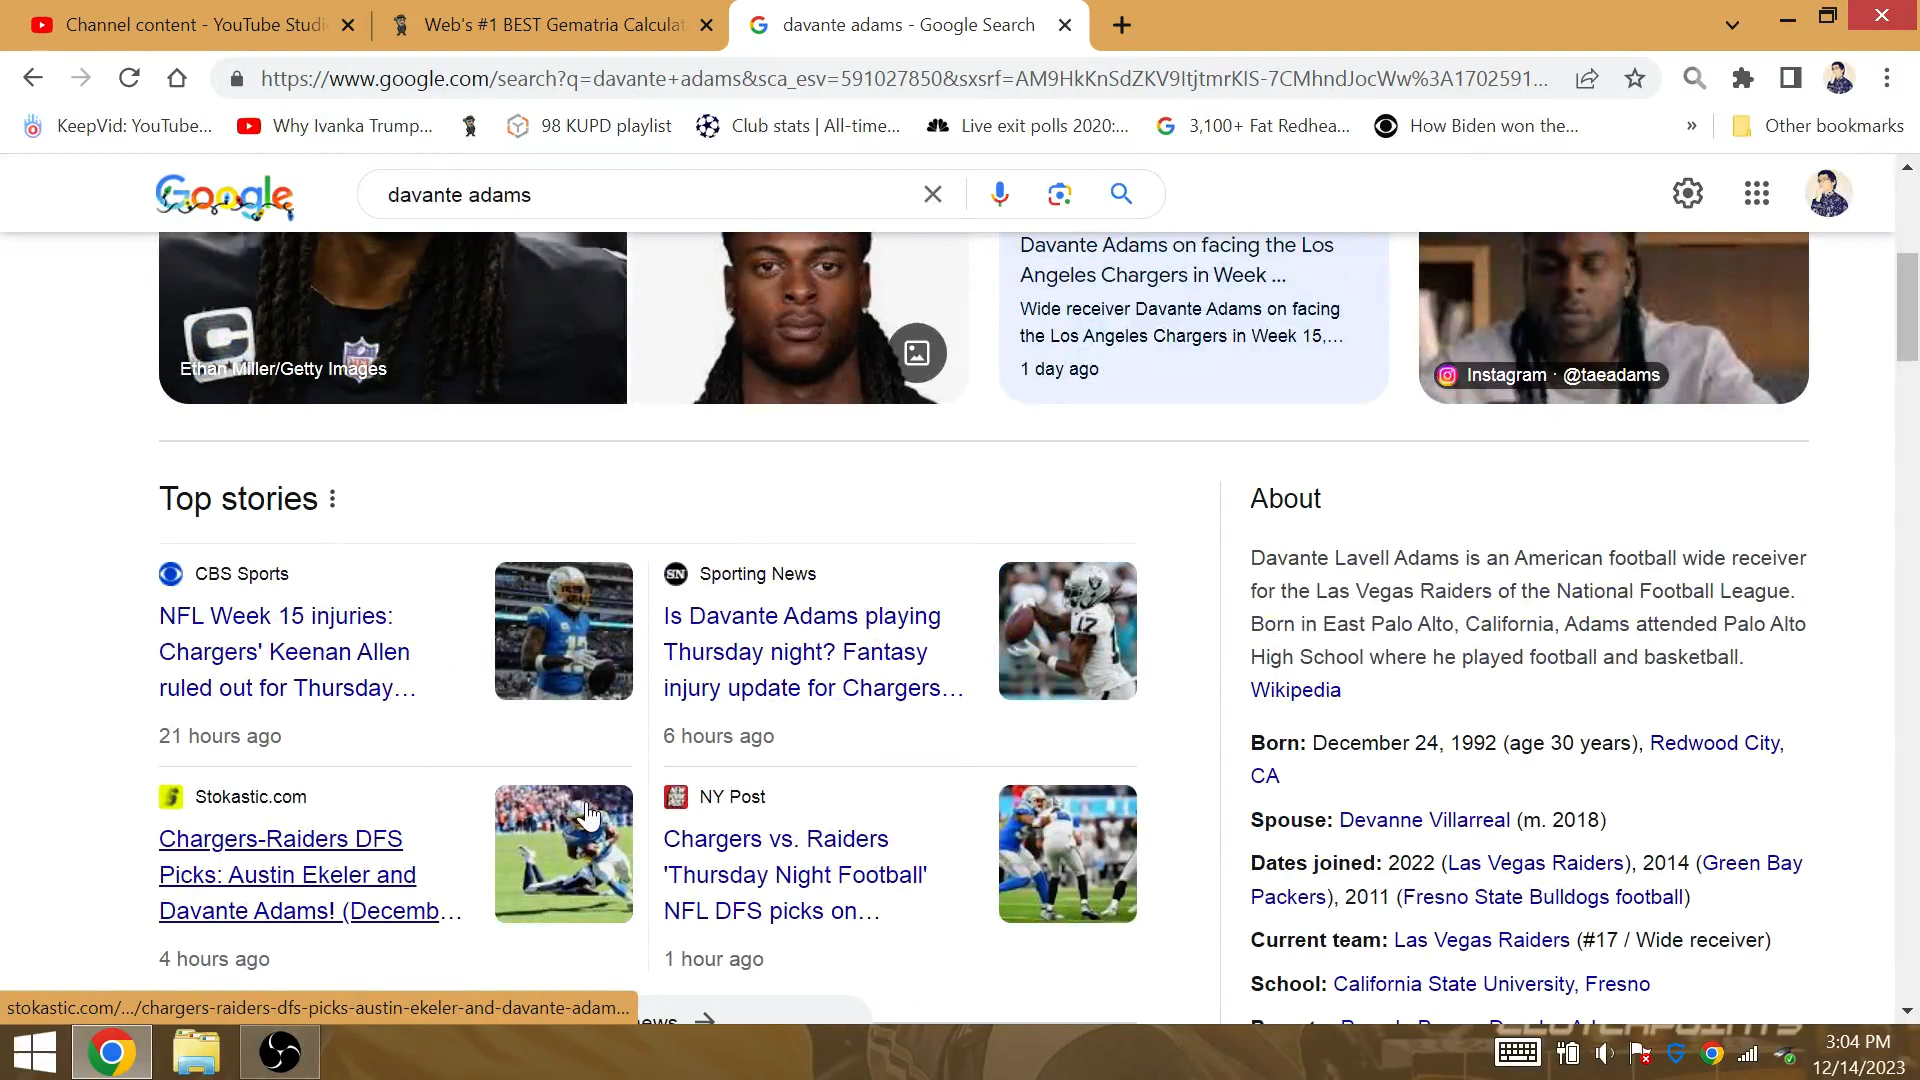 Channel content - YouTube Studi
Web's #1 BEST Gematria Calculat
davante adams - Google Search
https://www.google.com/search?q=davante+adams&sca_esv=591027850&sxsrf=AM9HkKnSdZKV9ItjtmrKIS-7CMhndJocWw%3A1702591...
KeepVid: YouTube...
Why Ivanka Trump...
98 KUPD playlist
Club stats | All-time...
Live exit polls 2020:...
3,100+ Fat Redhea...
How Biden won the...
»
Other bookmarks
Google
davante adams
Ethan Miller/Getty Images
Davante Adams on facing the Los
Angeles Chargers in Week ...
Wide receiver Davante Adams on facing
the Los Angeles Chargers in Week 15,...
1 day ago
Instagram · @taeadams
Top stories
CBS Sports
NFL Week 15 injuries:
Chargers' Keenan Allen
ruled out for Thursday...
21 hours ago
Sporting News
Is Davante Adams playing
Thursday night? Fantasy
injury update for Chargers...
6 hours ago
Stokastic.com
Chargers-Raiders DFS
Picks: Austin Ekeler and
Davante Adams! (Decemb...
4 hours ago
NY Post
Chargers vs. Raiders
'Thursday Night Football'
NFL DFS picks on...
1 hour ago
About
Davante Lavell Adams is an American football wide receiver
for the Las Vegas Raiders of the National Football League.
Born in East Palo Alto, California, Adams attended Palo Alto
High School where he played football and basketball.
Wikipedia
Born: December 24, 1992 (age 30 years), Redwood City,
CA
Spouse: Devanne Villarreal (m. 2018)
Dates joined: 2022 (Las Vegas Raiders), 2014 (Green Bay
Packers), 2011 (Fresno State Bulldogs football)
Current team: Las Vegas Raiders (#17 / Wide receiver)
School: California State University, Fresno
stokastic.com/.../chargers-raiders-dfs-picks-austin-ekeler-and-davante-adam...
3:04 PM
12/14/2023